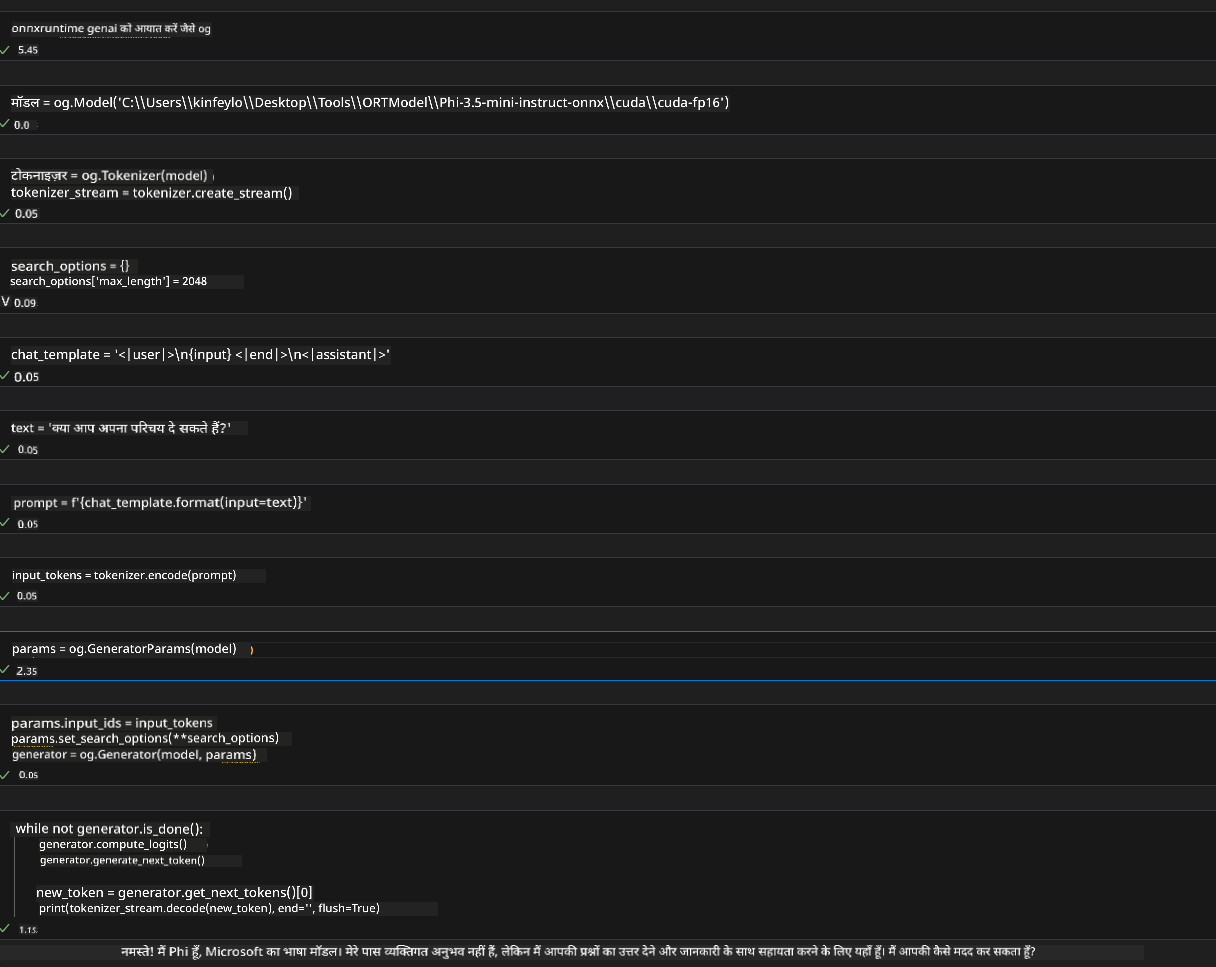 onnxruntime genai को आयात करें जैसे og
5.45
मॉडल = og.Model('C:\\Users\\kinfeylo\\Desktop\\Tools\\ORTModel\\Phi-3.5-mini-instruct-onnx\\cuda\\cuda-fp16')
0.0
टोकनाइज़र = og.Tokenizer(model)
tokenizer_stream = tokenizer.create_stream()
0.05
search_options = {}
search_options['max_length'] = 2048
V 0.09
chat_template = '<|user|>\n{input} <|end|>\n<|assistant|>'
0.05
text = 'क्या आप अपना परिचय दे सकते हैं?'
0.05
prompt = f'{chat_template.format(input=text)}'
0.05
input_tokens = tokenizer.encode(prompt)
0.05
params = og.GeneratorParams(model)
2.35
params.input_ids = input_tokens
params.set_search_options(**search_options)
generator = og.Generator(model, params)
0.05
while not generator.is_done():
generator.compute_logits()
generator.generate_next_token()
new_token = generator.get_next_tokens()[0]
print(tokenizer_stream.decode(new_token), end='', flush=True)
1.1s
नमस्ते! मैं Phi हूँ, Microsoft का भाषा मॉडल। मेरे पास व्यक्तिगत अनुभव नहीं हैं, लेकिन मैं आपकी प्रश्नों का उत्तर देने और जानकारी के साथ सहायता करने के लिए यहाँ हूँ। मैं आपकी कैसे मदद कर सकता हूँ?